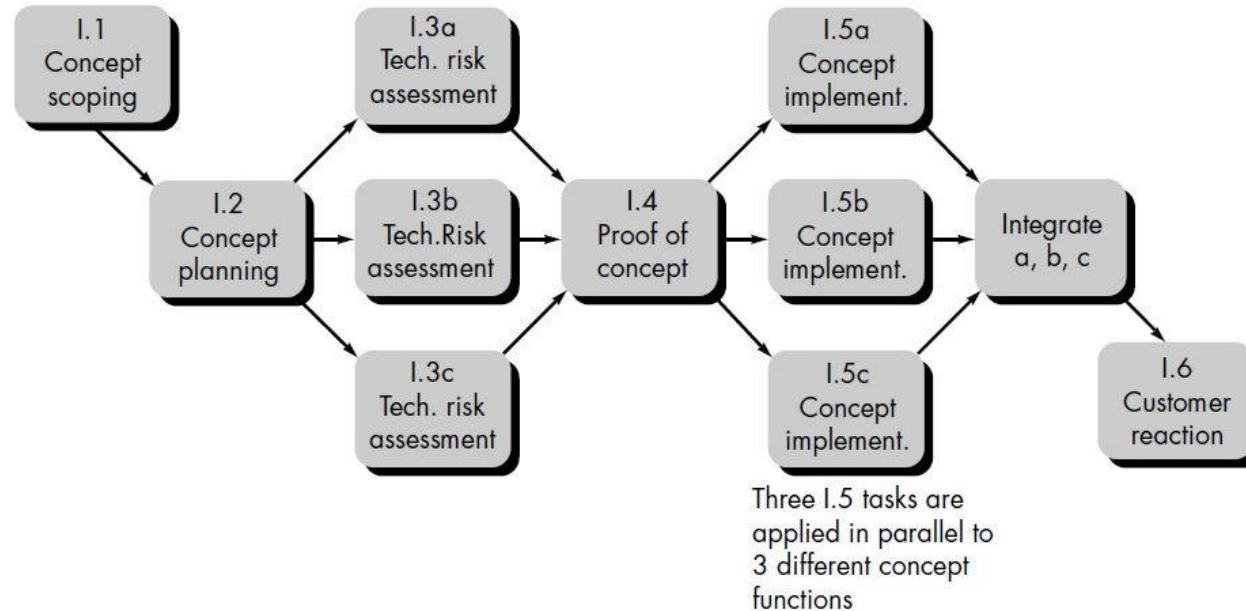 I.1
Concept
scoping
I.2
Concept
planning
I.3a
Tech. risk
assessment
I.3b
Tech.Risk
assessment
I.3c
Tech. risk
assessment
I.4
Proof of
concept
I.5a
Concept
implement.
I.5b
Concept
implement.
I.5c
Concept
implement.
Three I.5 tasks are
applied in parallel to
3 different concept
functions
Integrate
a, b, c
I.6
Customer
reaction